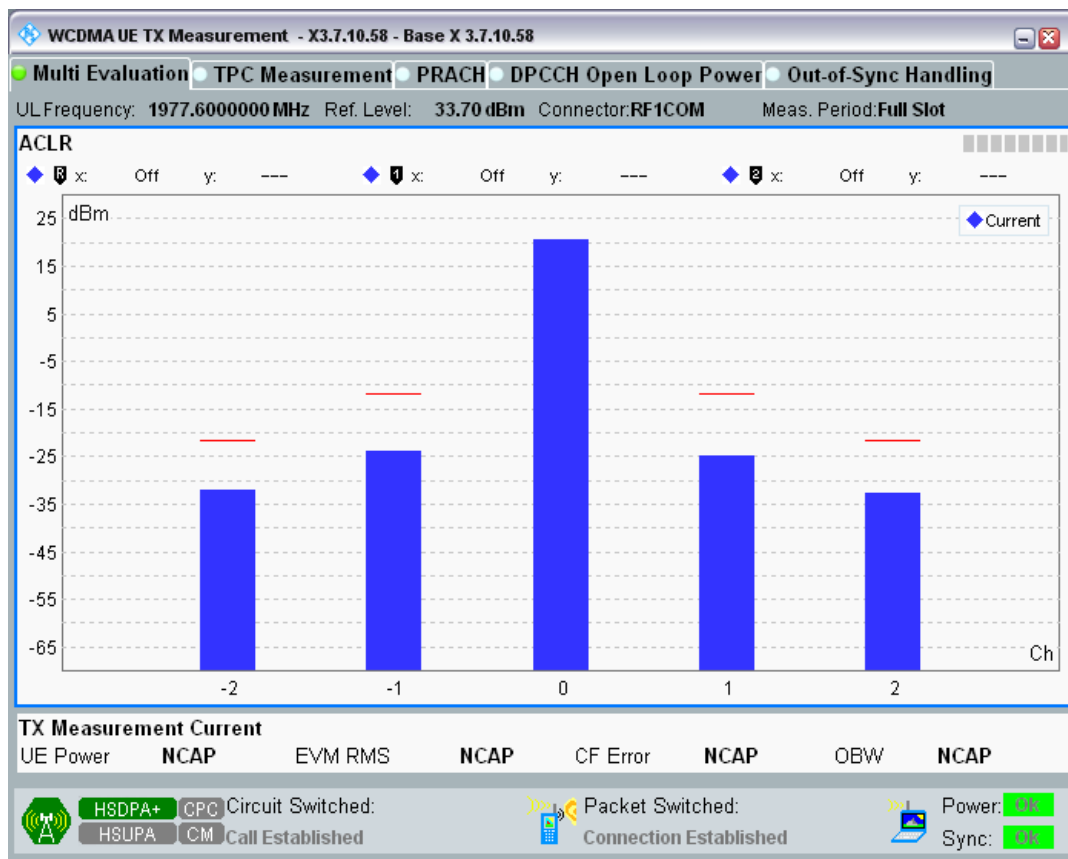 WCDMA UE TX Measurement - X3.7.10.58 - Base X 3.7.10.58
Multi Evaluation TPC Measurement PRACH DPCCH Open Loop Power Out-of-Sync Handling
UL Frequency: 1977.6000000 MHz Ref. Level: 33.70 dBm Connector:RF1COM Meas. Period:Full Slot
ACLR
R x: Off y: --- 1 x: Off y: --- 2 x: Off y: ---
dBm
Current
25
15
5
-5
-15
-25
-35
-45
-55
-65
Ch
-2 -1 0 1 2
TX Measurement Current
UE Power NCAP EVM RMS NCAP CF Error NCAP OBW NCAP
HSDPA+ CPC Circuit Switched: Packet Switched: Power: OK
HSUPA CM Call Established Connection Established Sync: OK